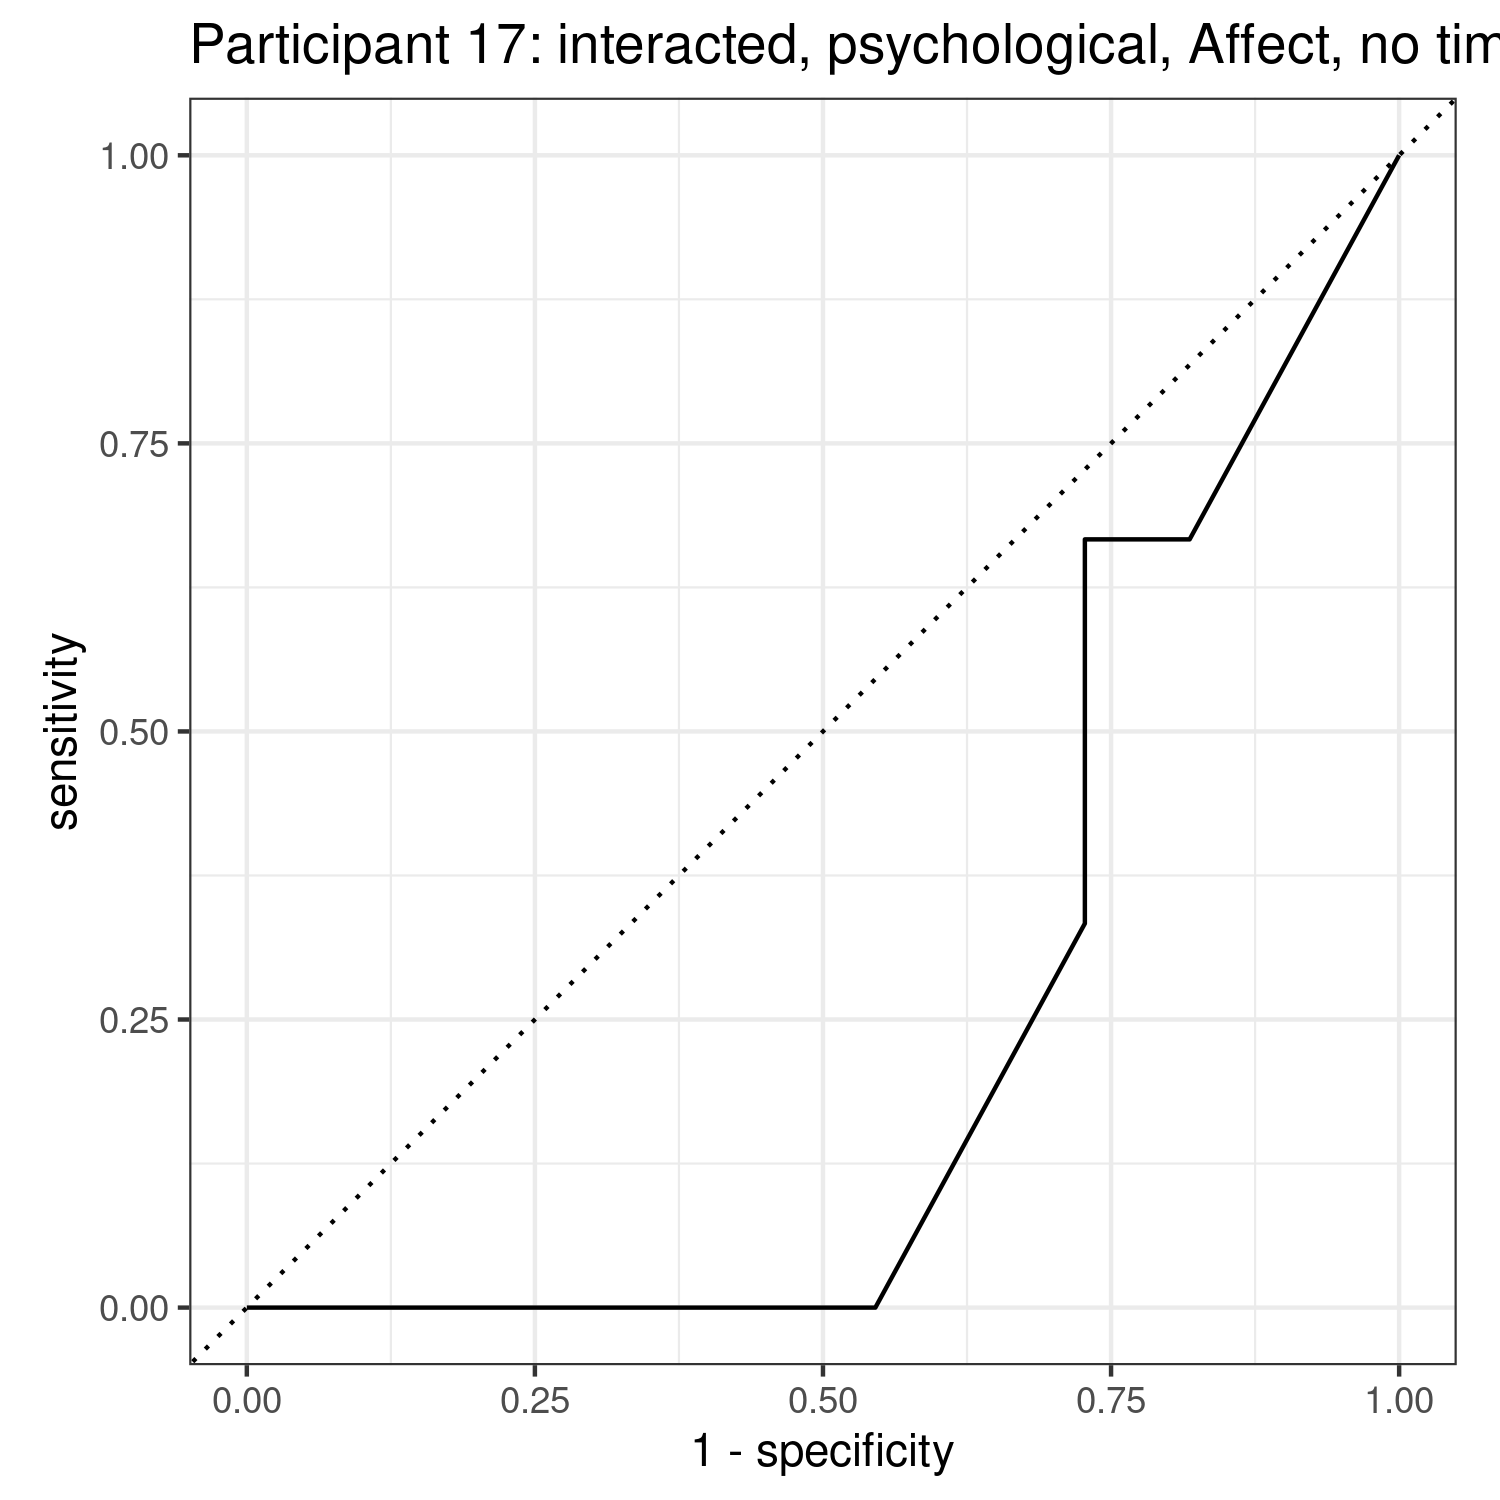 Participant 17: interacted, psychological, Affect, no
1.00
0.75
0.50
0.25
0.00
sensitivity
0.00 0.25 0.50 0.75 1.00
1 - specificity